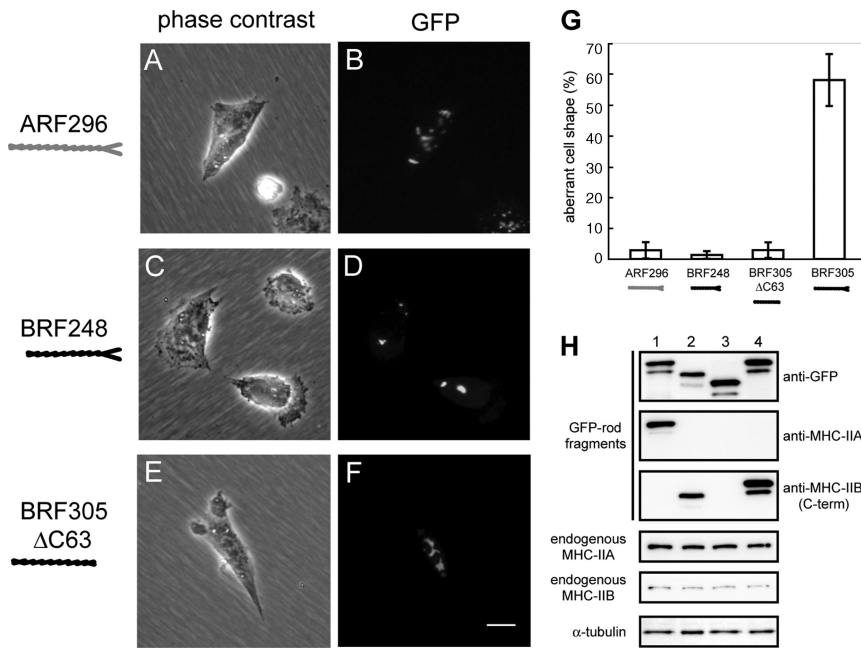 phase contrast GFP
A B
ARF296
C D
BRF248
E F
BRF305
ΔC63
G
aberrant cell shape (%)
70
60
50
40
30
20
10
0
ARF296 BRF248 BRF305 BRF305
ΔC63
H
1 2 3 4
anti-GFP
GFP-rod
fragments
anti-MHC-IIA
anti-MHC-IIB
(C-term)
endogenous
MHC-IIA
endogenous
MHC-IIB
α-tubulin